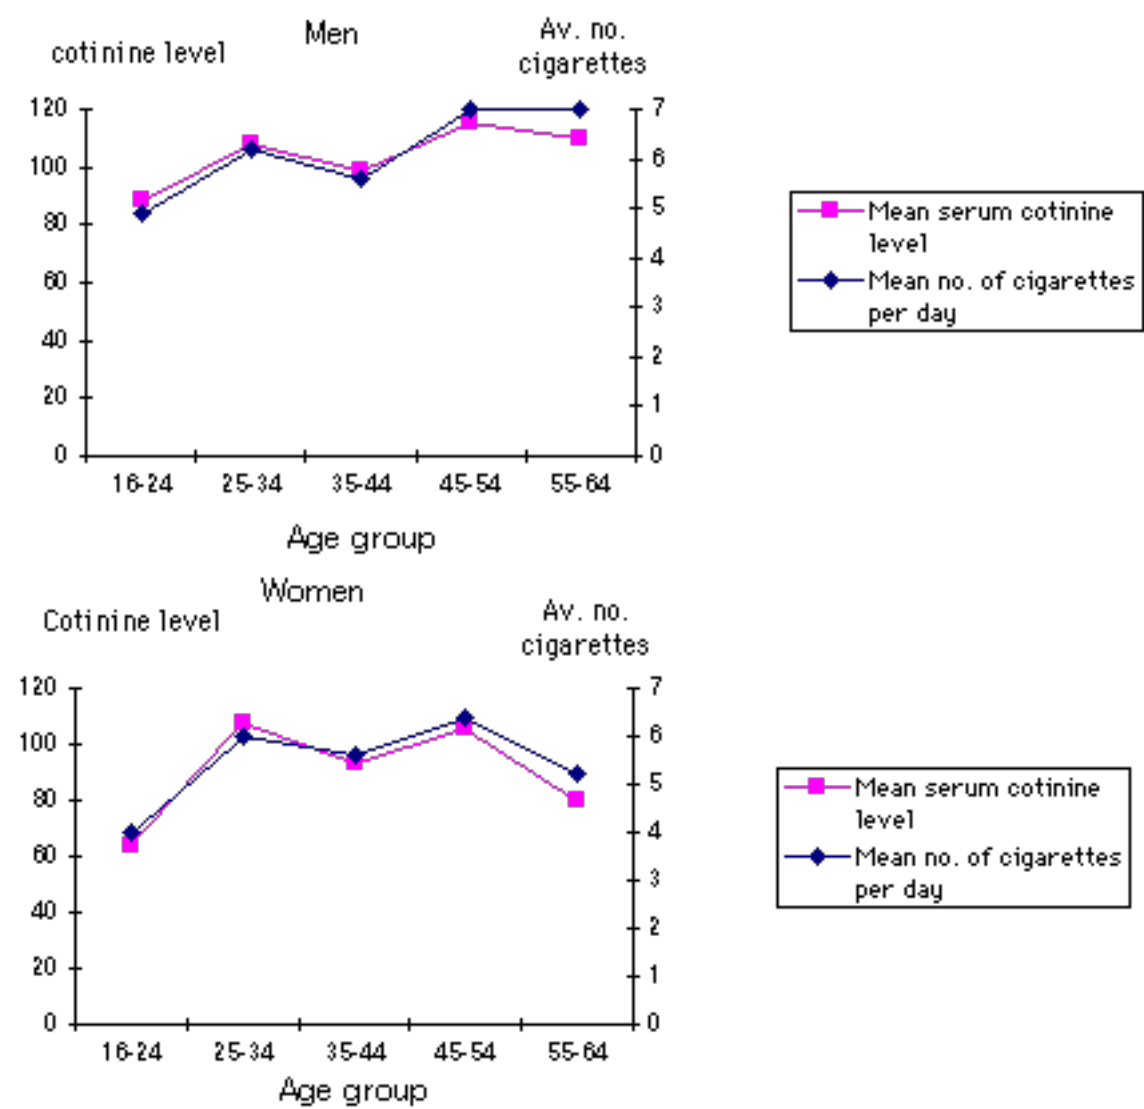 Men
cotinine level
Av. no.
cigarettes
120
100
80
60
40
20
0
7
6
5
4
3
2
1
0
16-24 25-34 35-44 45-54 55-64
Age group
Mean serum cotinine
level
Mean no. of cigarettes
per day
Women
Cotinine level
Av. no.
cigarettes
120
100
80
60
40
20
0
7
6
5
4
3
2
1
0
16-24 25-34 35-44 45-54 55-64
Age group
Mean serum cotinine
level
Mean no. of cigarettes
per day